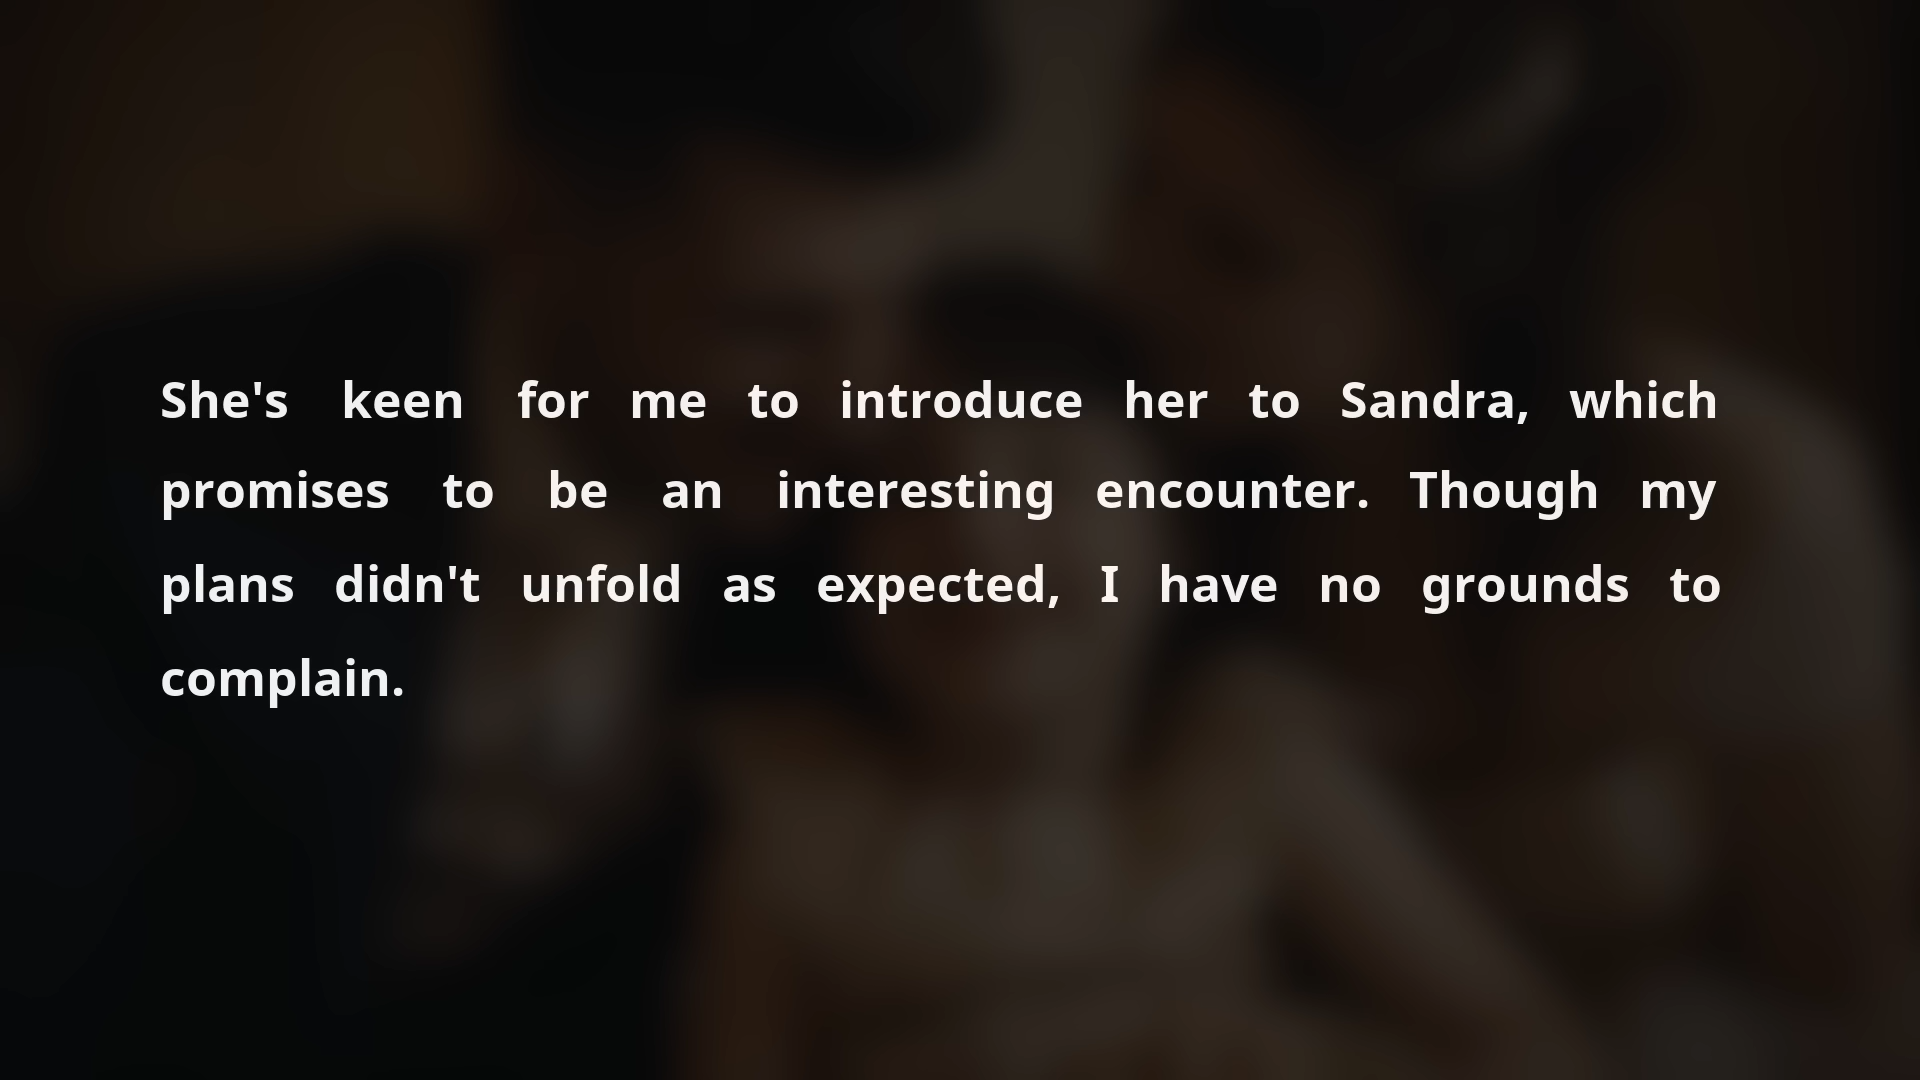 She's keen for me to introduce her to Sandra, which
promises to be an interesting encounter. Though my
plans didn't unfold as expected, I have no grounds to
complain.